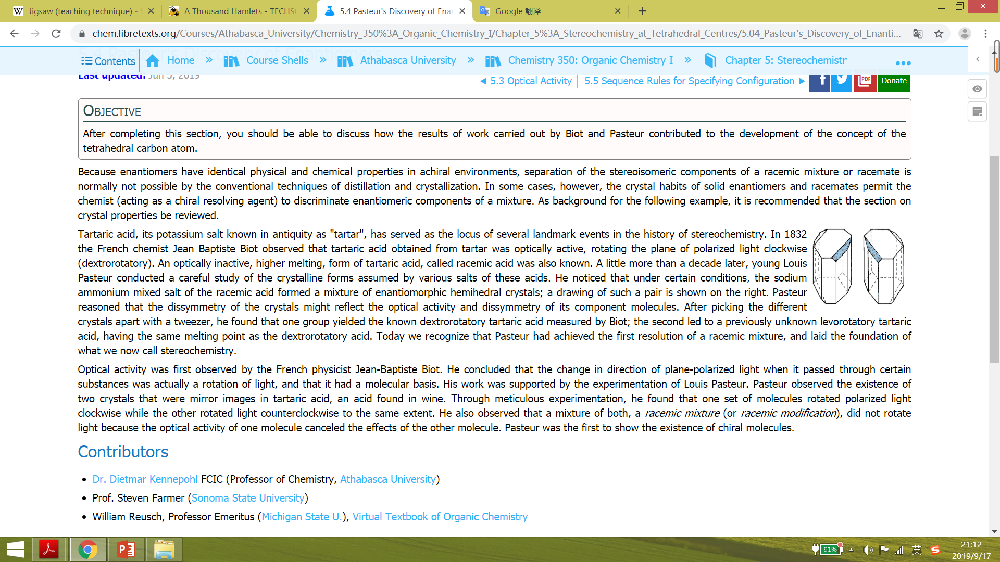 Jigsaw (teaching technique) -
A Thousand Hamlets - TECHSt
5.4 Pasteur's Discovery of Enan
Google 翻译
chem.libretexts.org/Courses/Athabasca_University/Chemistry_350%3A_Organic_Chemistry_I/Chapter_5%3A_Stereochemistry_at_Tetrahedral_Centres/5.04_Pasteur's_Discovery_of_Enanti...
5.4 Pasteur's Discovery of Enantiomers
Contents Home » Course Shells » Athabasca University » Chemistry 350: Organic Chemistry I » Chapter 5: Stereochemistr
Last updated: Jun 5, 2019
◀ 5.3 Optical Activity | 5.5 Sequence Rules for Specifying Configuration ▶ PDF Donate
OBJECTIVE
After completing this section, you should be able to discuss how the results of work carried out by Biot and Pasteur contributed to the development of the concept of the
tetrahedral carbon atom.
Because enantiomers have identical physical and chemical properties in achiral environments, separation of the stereoisomeric components of a racemic mixture or racemate is
normally not possible by the conventional techniques of distillation and crystallization. In some cases, however, the crystal habits of solid enantiomers and racemates permit the
chemist (acting as a chiral resolving agent) to discriminate enantiomeric components of a mixture. As background for the following example, it is recommended that the section on
crystal properties be reviewed.
Tartaric acid, its potassium salt known in antiquity as "tartar", has served as the locus of several landmark events in the history of stereochemistry. In 1832
the French chemist Jean Baptiste Biot observed that tartaric acid obtained from tartar was optically active, rotating the plane of polarized light clockwise
(dextrorotatory). An optically inactive, higher melting, form of tartaric acid, called racemic acid was also known. A little more than a decade later, young Louis
Pasteur conducted a careful study of the crystalline forms assumed by various salts of these acids. He noticed that under certain conditions, the sodium
ammonium mixed salt of the racemic acid formed a mixture of enantiomorphic hemihedral crystals; a drawing of such a pair is shown on the right. Pasteur
reasoned that the dissymmetry of the crystals might reflect the optical activity and dissymmetry of its component molecules. After picking the different
crystals apart with a tweezer, he found that one group yielded the known dextrorotatory tartaric acid measured by Biot; the second led to a previously unknown levorotatory tartaric
acid, having the same melting point as the dextrorotatory acid. Today we recognize that Pasteur had achieved the first resolution of a racemic mixture, and laid the foundation of
what we now call stereochemistry.
Optical activity was first observed by the French physicist Jean-Baptiste Biot. He concluded that the change in direction of plane-polarized light when it passed through certain
substances was actually a rotation of light, and that it had a molecular basis. His work was supported by the experimentation of Louis Pasteur. Pasteur observed the existence of
two crystals that were mirror images in tartaric acid, an acid found in wine. Through meticulous experimentation, he found that one set of molecules rotated polarized light
clockwise while the other rotated light counterclockwise to the same extent. He also observed that a mixture of both, a racemic mixture (or racemic modification), did not rotate
light because the optical activity of one molecule canceled the effects of the other molecule. Pasteur was the first to show the existence of chiral molecules.
Contributors
• Dr. Dietmar Kennepohl FCIC (Professor of Chemistry, Athabasca University)
• Prof. Steven Farmer (Sonoma State University)
• William Reusch, Professor Emeritus (Michigan State U.), Virtual Textbook of Organic Chemistry
91%
英
21:12
2019/9/17